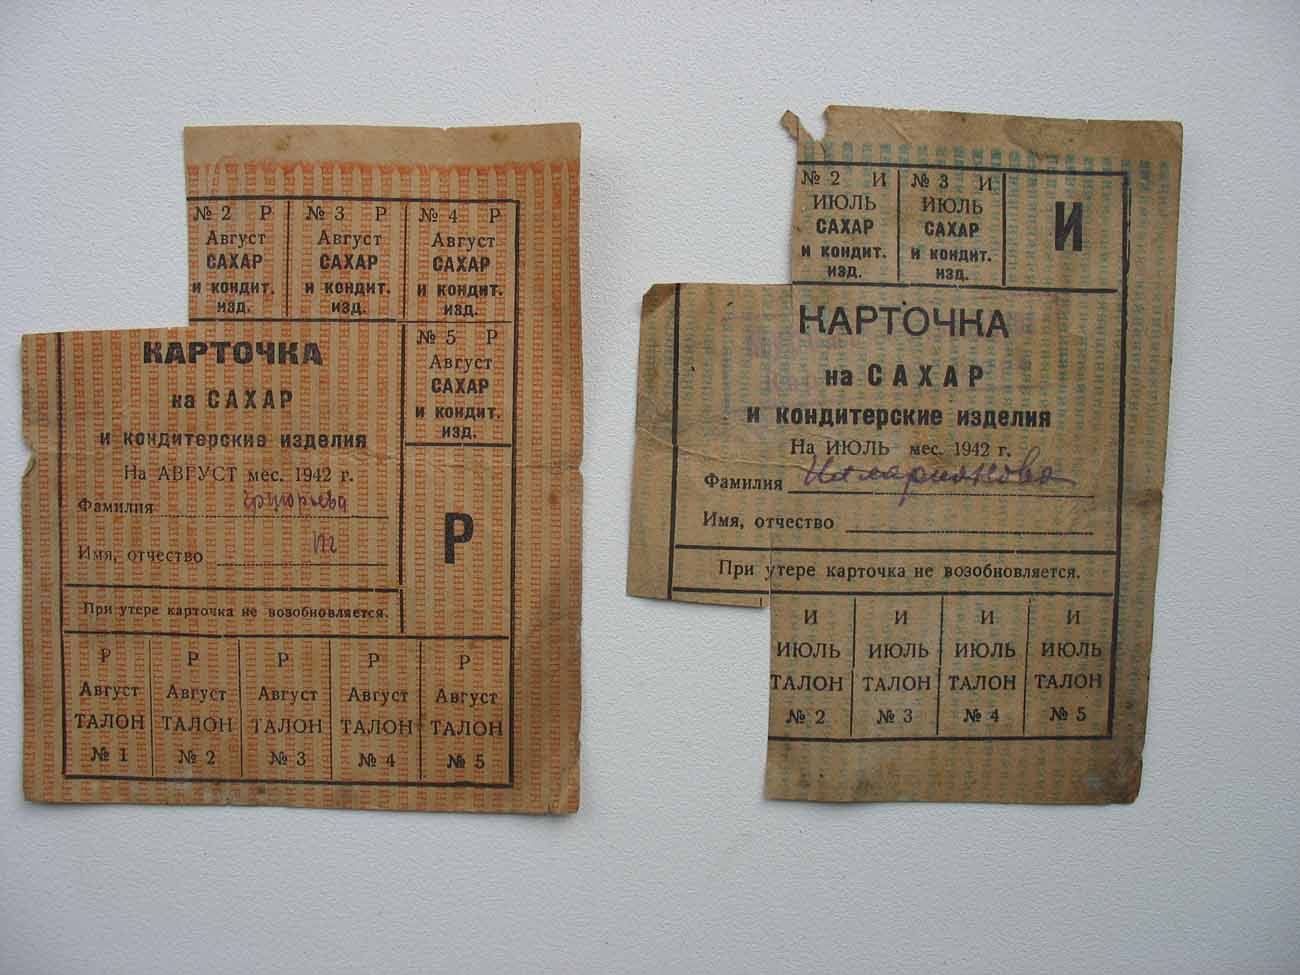 № 2 Р
Август
САХАР
и кондит.
изд.
№ 3 Р
Август
САХАР
и кондит.
изд.
№ 4 Р
Август
САХАР
и кондит.
изд.
КАРТОЧКА
на САХАР
и кондитерские изделия
На АВГУСТ мес. 1942 г.
Фамилия
Имя, отчество
При утере карточка не возобновляется.
№ 5 Р
Август
САХАР
и кондит.
изд.
Р
Р
Август
ТАЛОН
№ 1
Р
Август
ТАЛОН
№ 2
Р
Август
ТАЛОН
№ 3
Р
Август
ТАЛОН
№ 4
Р
Август
ТАЛОН
№ 5
№ 2 И
ИЮЛЬ
САХАР
и кондит.
изд.
№ 3 И
ИЮЛЬ
САХАР
и кондит.
изд.
И
КАРТОЧКА
на САХАР
и кондитерские изделия
На ИЮЛЬ мес. 1942 г.
Фамилия Илларионова
Имя, отчество
При утере карточка не возобновляется.
И
ИЮЛЬ
ТАЛОН
№ 2
И
ИЮЛЬ
ТАЛОН
№ 3
И
ИЮЛЬ
ТАЛОН
№ 4
И
ИЮЛЬ
ТАЛОН
№ 5